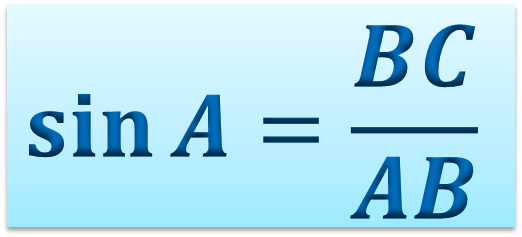 sin A = BC/AB